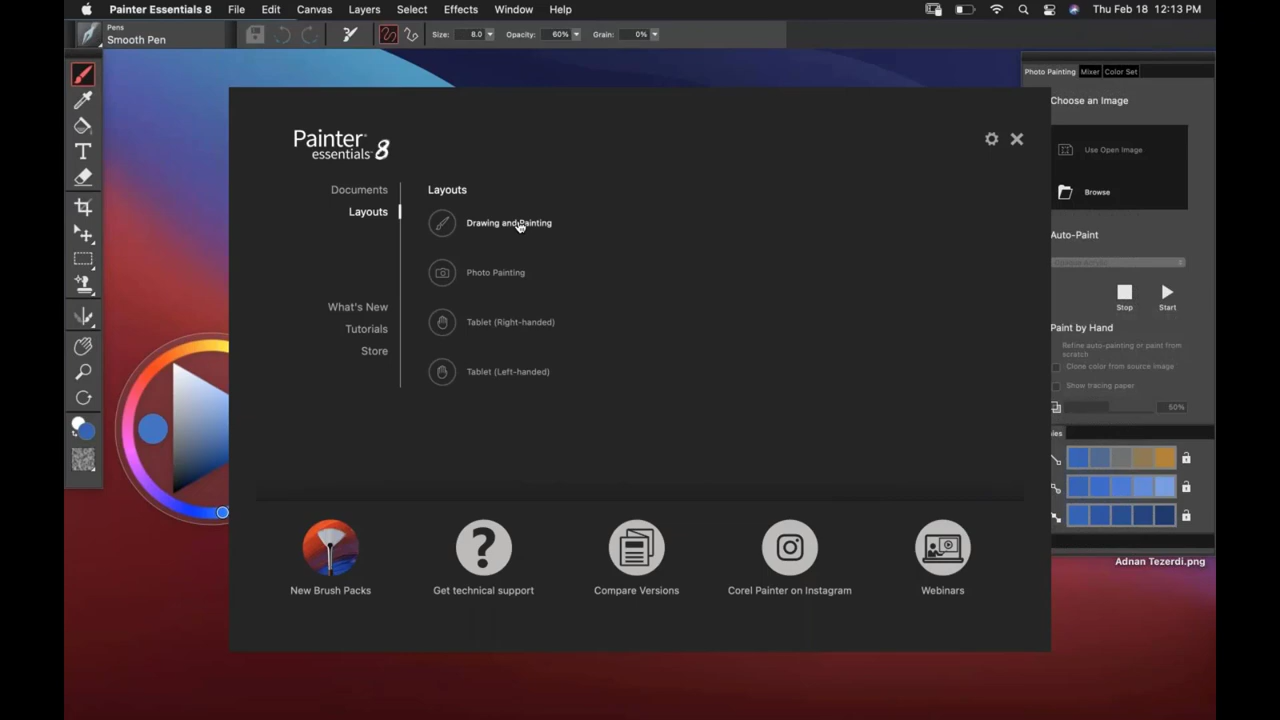 Painter Essentials 8 File Edit Canvas Layers Select Effects Window Help Thu Feb 18 12:13 PM
Pens
Smooth Pen
Size: 8.0 Opacity: 60% Grain: 0%
Photo Painting Mixer Color Set
Choose an Image
Use Open Image
Browse
Auto-Paint
Stop Start
Paint by Hand
Refine auto-painting or paint from
scratch
Clone color from source image
Show tracing paper
50%
Painter
essentials 8
Documents
Layouts
What's New
Tutorials
Store
Layouts
Drawing and Painting
Photo Painting
Tablet (Right-handed)
Tablet (Left-handed)
New Brush Packs
Get technical support
Compare Versions
Corel Painter on Instagram
Webinars
Adnan Tezerdi.png